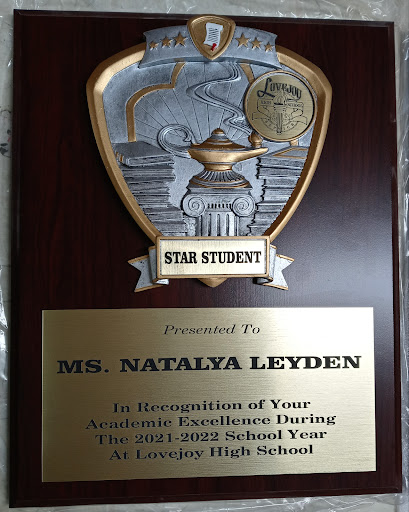 Lovejoy
STAR STUDENT
Presented To
MS. NATALYA LEYDEN
In Recognition of Your
Academic Excellence During
The 2021-2022 School Year
At Lovejoy High School